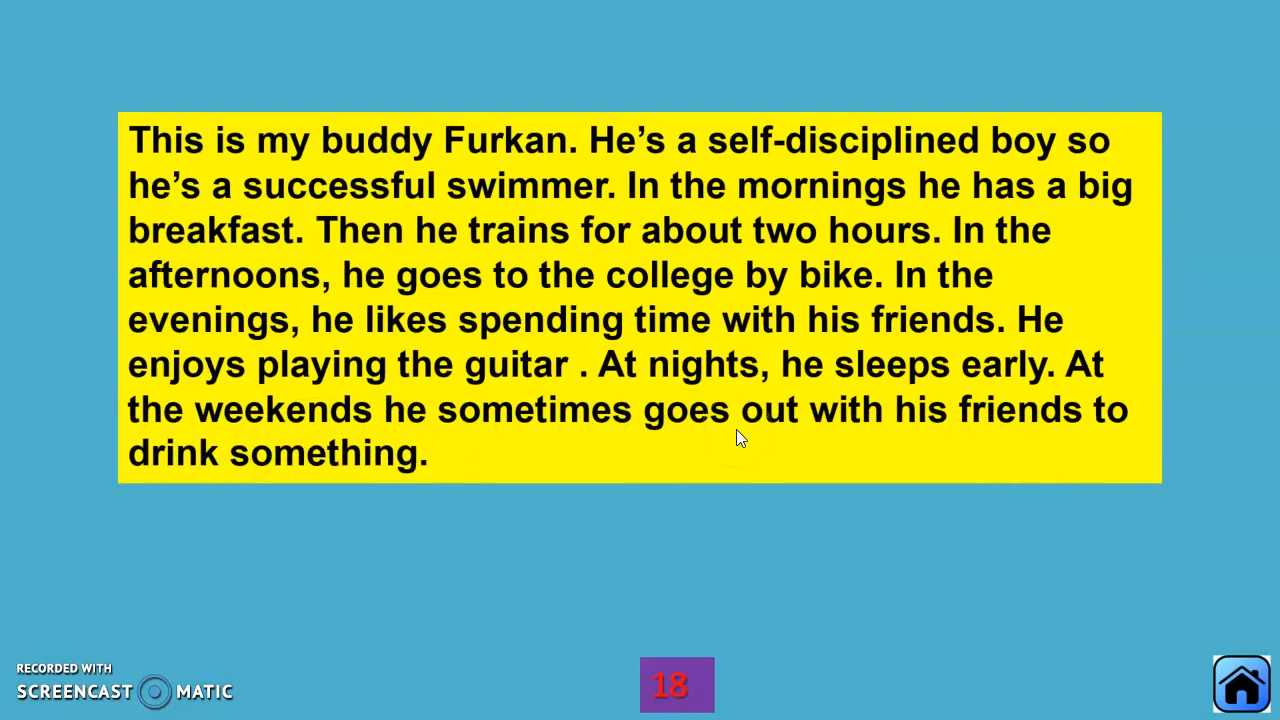 This is my buddy Furkan. He’s a self-disciplined boy so
he’s a successful swimmer. In the mornings he has a big
breakfast. Then he trains for about two hours. In the
afternoons, he goes to the college by bike. In the
evenings, he likes spending time with his friends. He
enjoys playing the guitar . At nights, he sleeps early. At
the weekends he sometimes goes out with his friends to
drink something.
RECORDED WITH
SCREENCAST MATIC
18